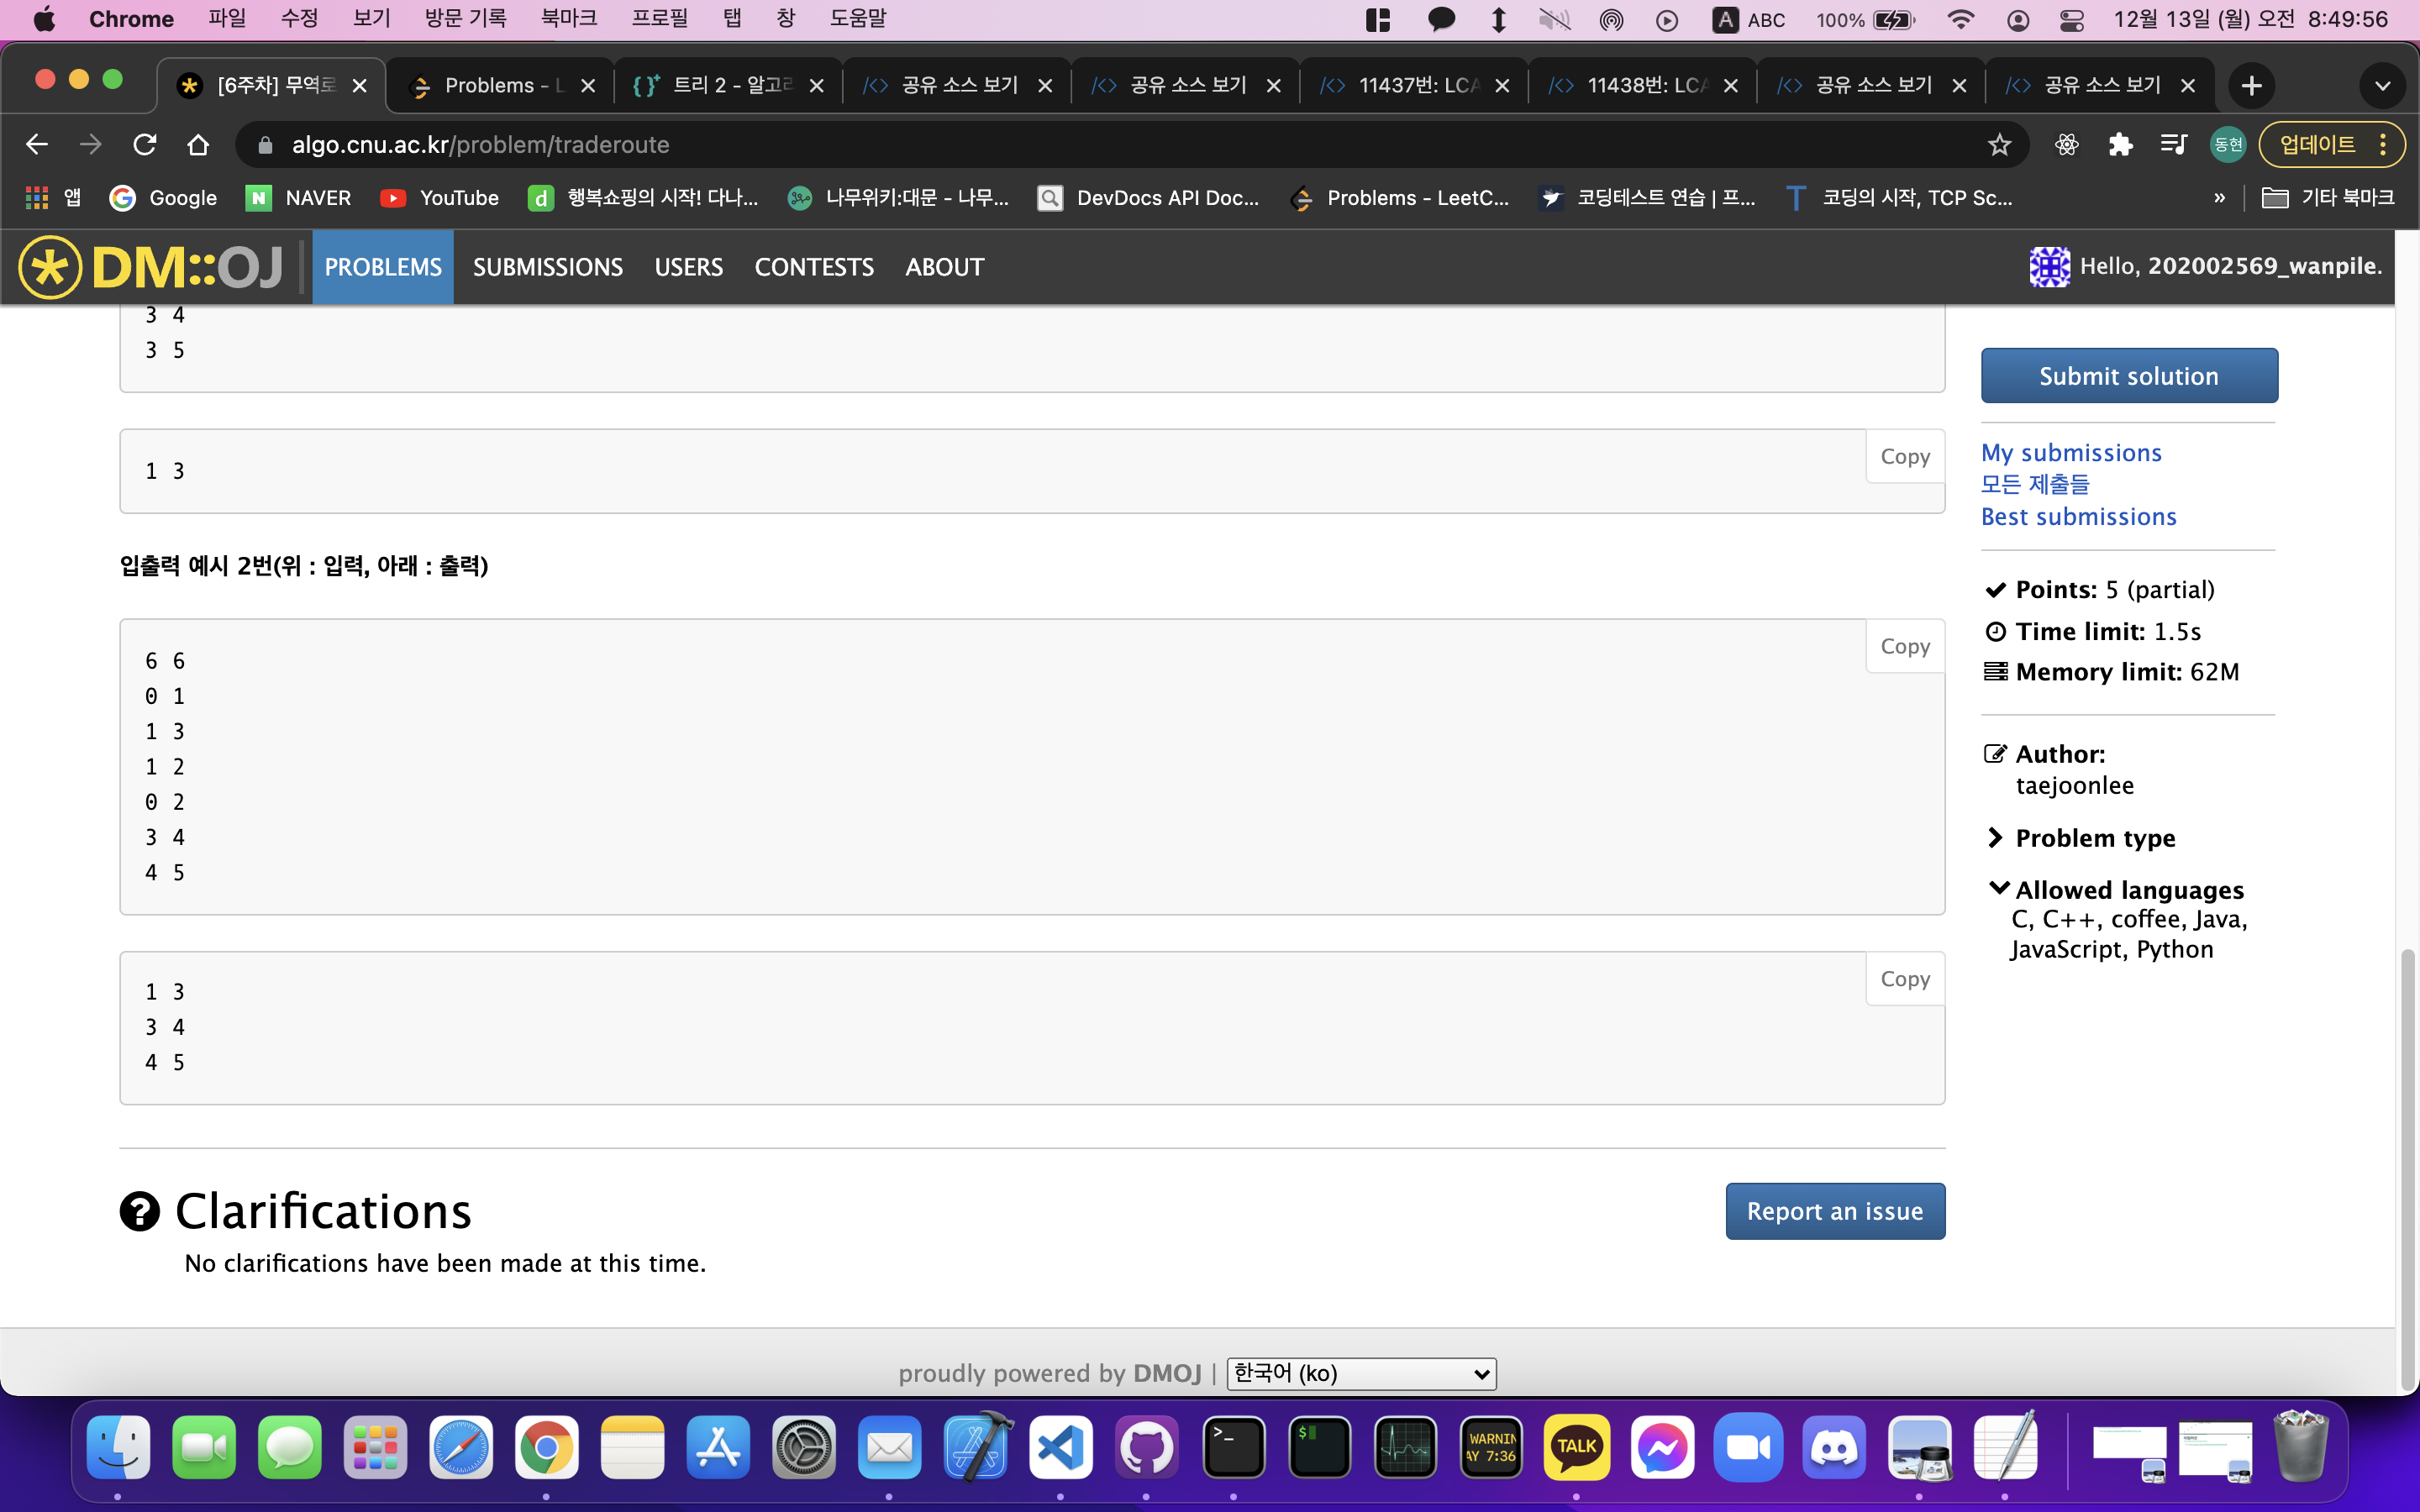 Chrome 파일 수정 보기 방문 기록 북마크 프로필 탭 창 도움말 A ABC 100% 12월 13일 (월) 오전 8:49:56
[6주차] 무역로 Problems - L 트리 2 - 알고리 공유 소스 보기 공유 소스 보기 11437번: LCA 11438번: LCA 공유 소스 보기 공유 소스 보기
algo.cnu.ac.kr/problem/traderoute 동현 업데이트
앱 Google NAVER YouTube 행복쇼핑의 시작! 다나... 나무위키:대문 - 나무... DevDocs API Doc... Problems - LeetC... 코딩테스트 연습 | 프... 코딩의 시작, TCP Sc... » 기타 북마크
DM::OJ PROBLEMS SUBMISSIONS USERS CONTESTS ABOUT Hello, 202002569_wanpile.
3 4
3 5
Copy
1 3
입출력 예시 2번(위 : 입력, 아래 : 출력)
Copy
6 6
0 1
1 3
1 2
0 2
3 4
4 5
Copy
1 3
3 4
4 5
Clarifications
Report an issue
No clarifications have been made at this time.
Submit solution
My submissions
모든 제출들
Best submissions
Points: 5 (partial)
Time limit: 1.5s
Memory limit: 62M
Author:
taejoonlee
Problem type
Allowed languages
C, C++, coffee, Java,
JavaScript, Python
proudly powered by DMOJ | 한국어 (ko)
WARNIN
AY 7:36
TALK